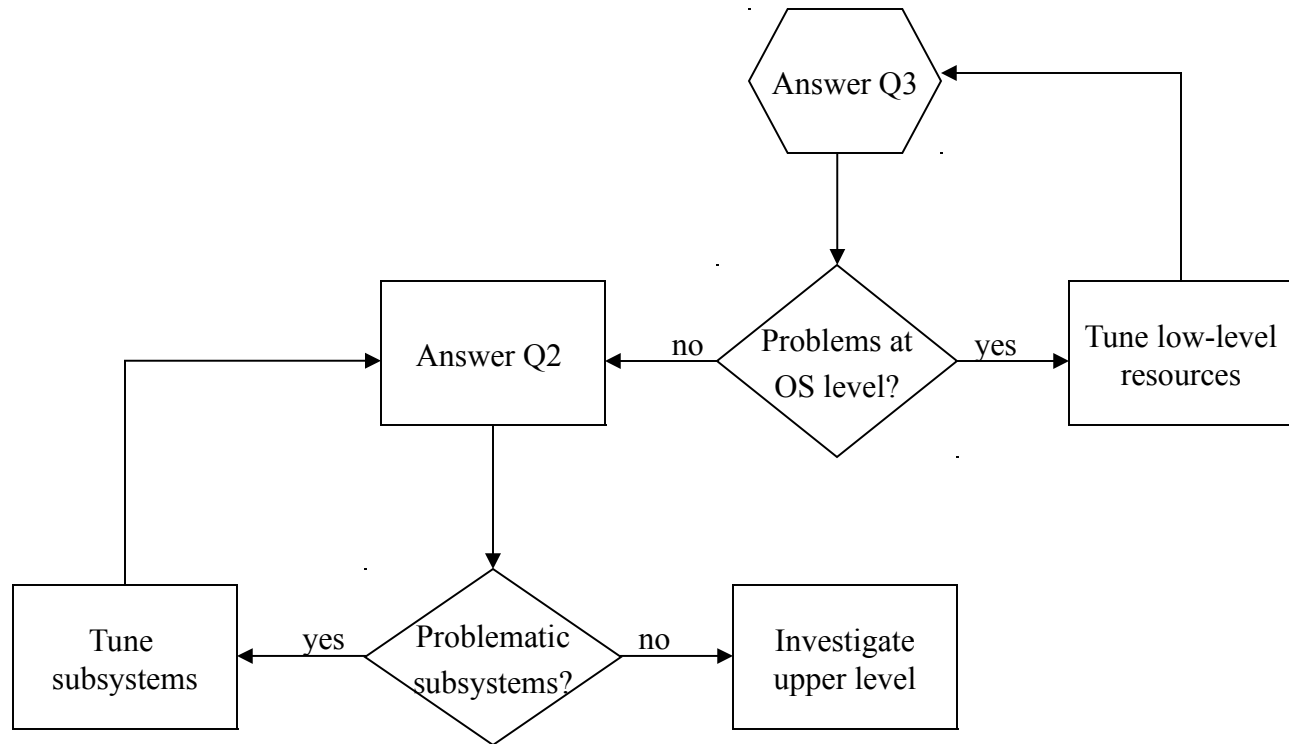 Answer Q3
Problems at
OS level?
no
yes
Tune low-level
resources
Answer Q2
Problematic
subsystems?
yes
no
Tune
subsystems
Investigate
upper level